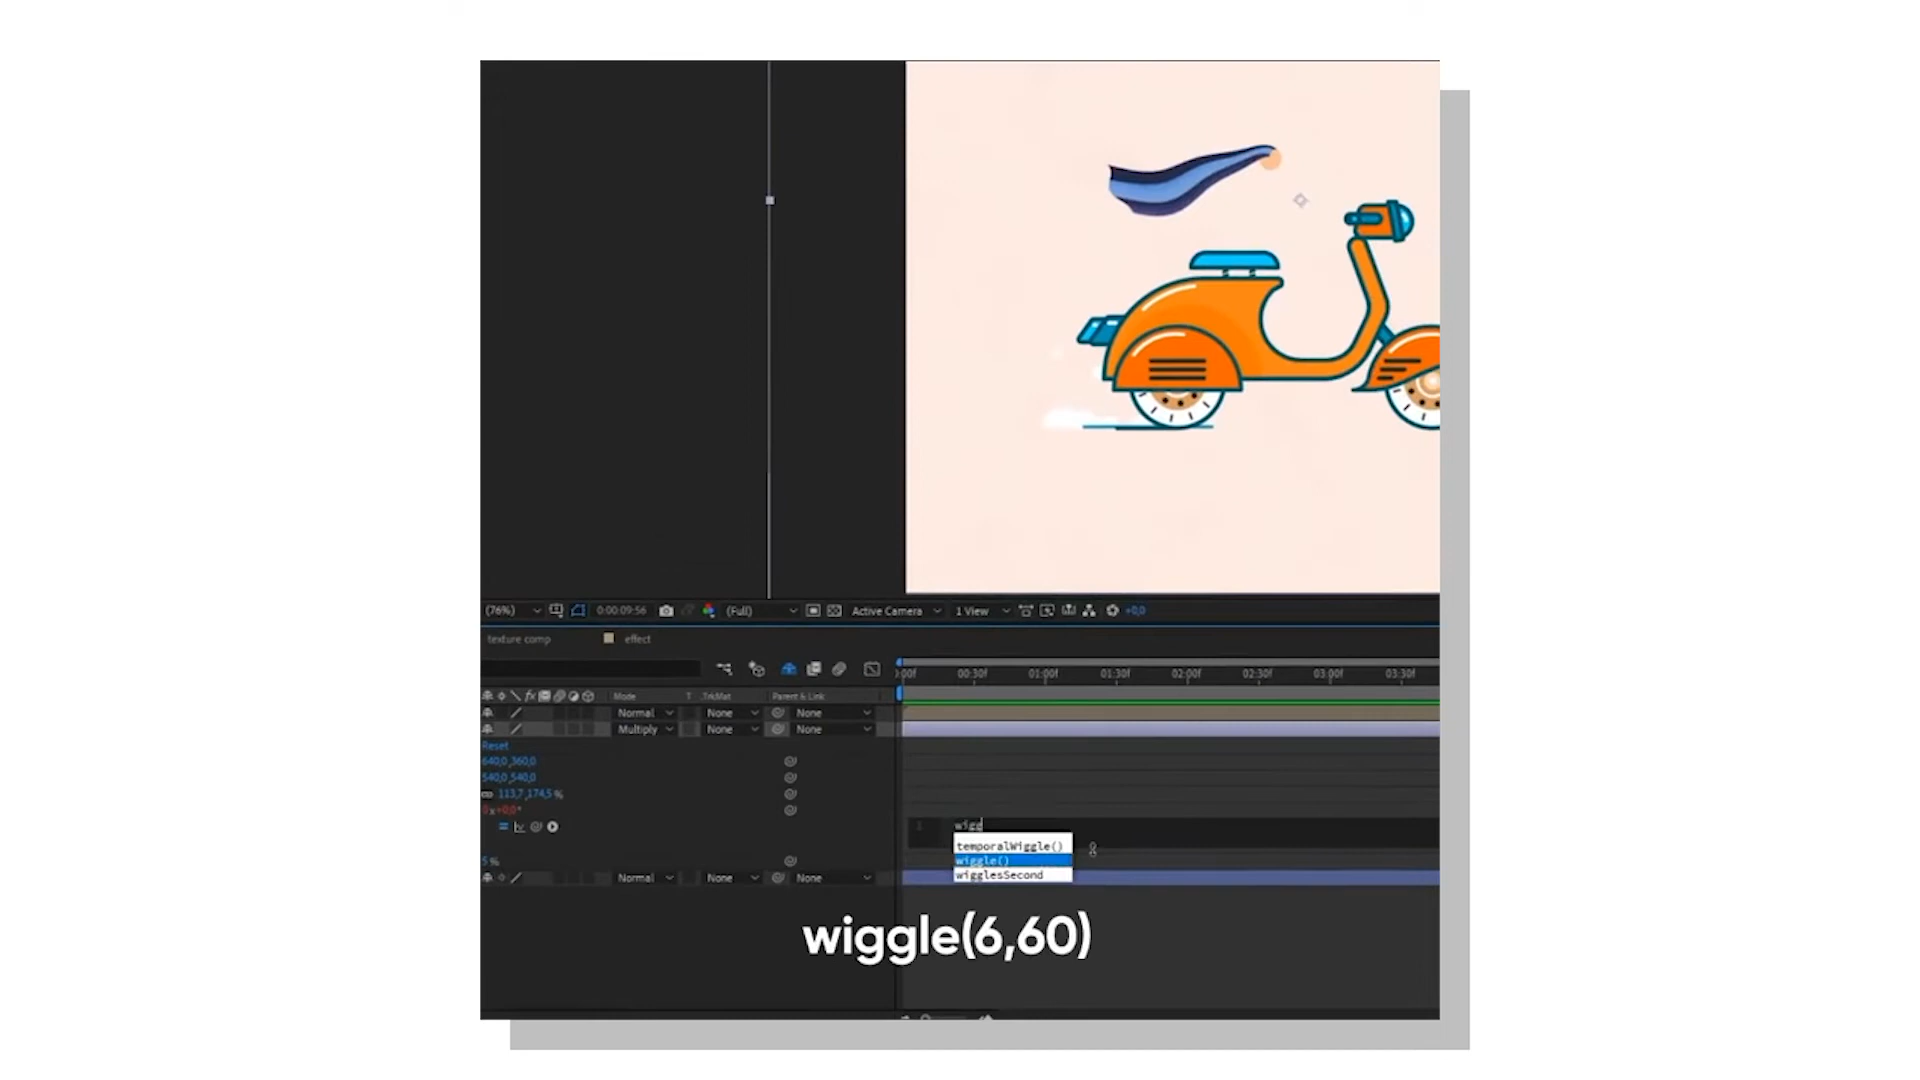 (76%) 0:00:09:56 (Full) Active Camera 1 View +0,0
texture comp effect
00f 00:30f 01:00f 01:30f 02:00f 02:30f 03:00f 03:30f
fx Mode T .TrkMat Parent & Link
Normal None None
Multiply None None
Reset
640,0,360,0
540,0,540,0
113,7,174,5 %
0x+0,0°
1 wigg
temporalWiggle()
5 % wiggle()
wigglesSecond
Normal None None
wiggle(6,60)